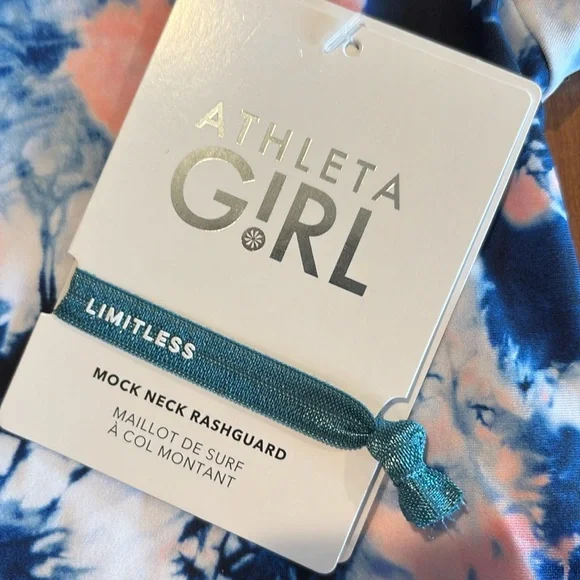 ATHLETA
GIRL
LIMITLESS
MOCK NECK RASHGUARD
MAILLOT DE SURF
À COL MONTANT